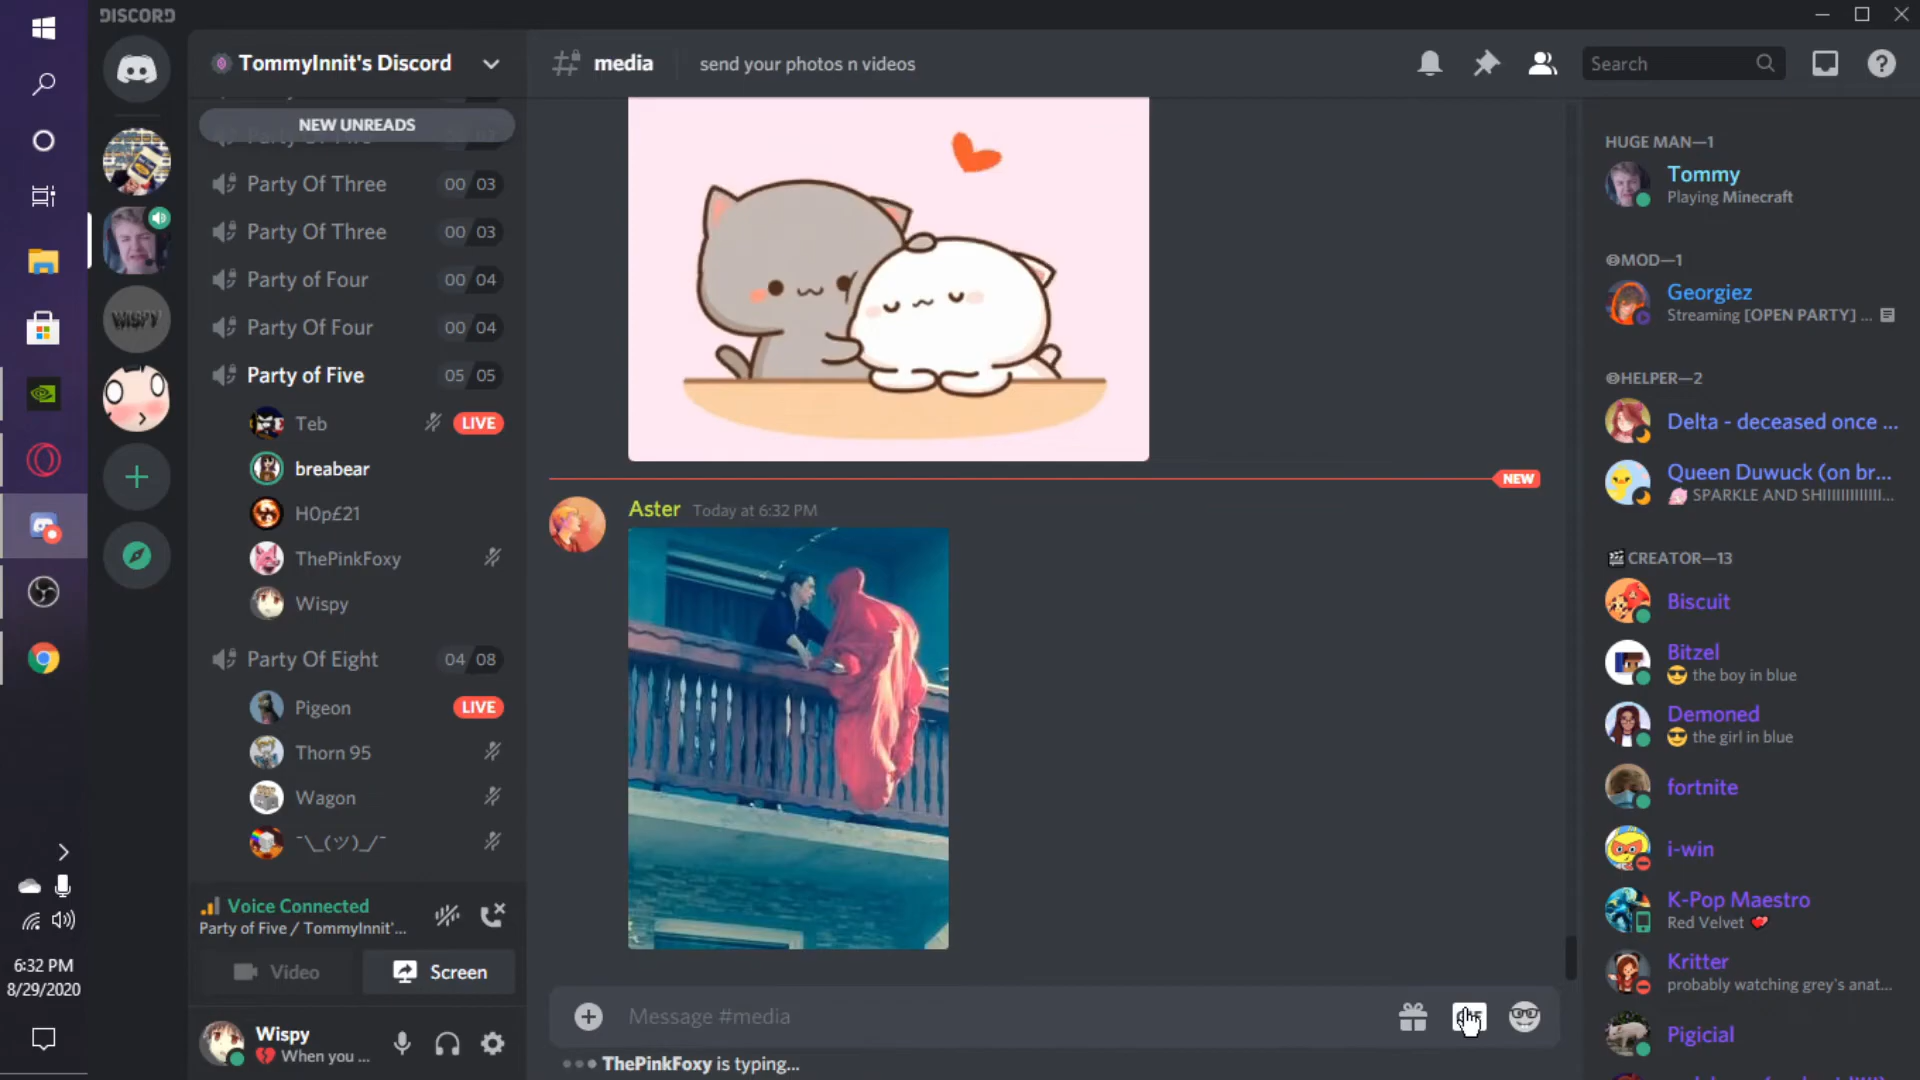 DISCORD
TommyInnit's Discord
NEW UNREADS
Party Of Three 00 03
Party Of Three 00 03
Party of Four 00 04
Party Of Four 00 04
Party of Five 05 05
Teb LIVE
breabear
H0p£21
ThePinkFoxy
Wispy
Party Of Eight 04 08
Pigeon LIVE
Thorn 95
Wagon
¯\_(ツ)_/¯
Voice Connected
Party of Five / TommyInnit'...
Video Screen
Wispy
💔 When you ...
6:32 PM
8/29/2020
WISPY
# media send your photos n videos
Search
NEW
Aster Today at 6:32 PM
Message #media
ThePinkFoxy is typing...
HUGE MAN—1
Tommy
Playing Minecraft
MOD—1
Georgiez
Streaming [OPEN PARTY] ...
HELPER—2
Delta - deceased once ...
Queen Duwuck (on br...
SPARKLE AND SHIIIIIIIIIIIII...
🎬CREATOR—13
Biscuit
Bitzel
😎 the boy in blue
Demoned
😎 the girl in blue
fortnite
i-win
K-Pop Maestro
Red Velvet ❤️
Kritter
probably watching grey's anat...
Pigicial